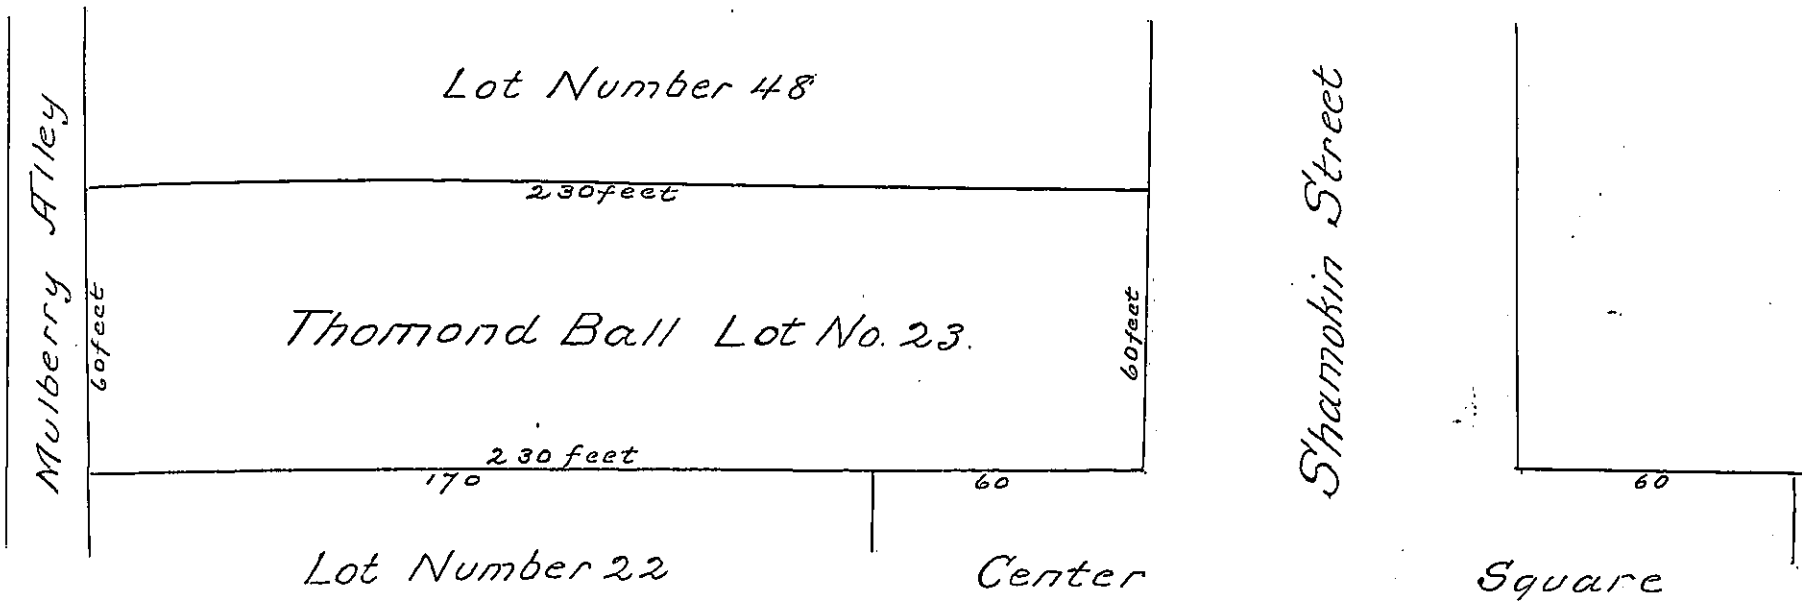 Lot Number 48
Mulberry Alley
230 feet
Shamokin Street
60 feet
Thomond Ball Lot No. 23.
60 feet
230 feet
170
60
60
Lot Number 22
Center
Square